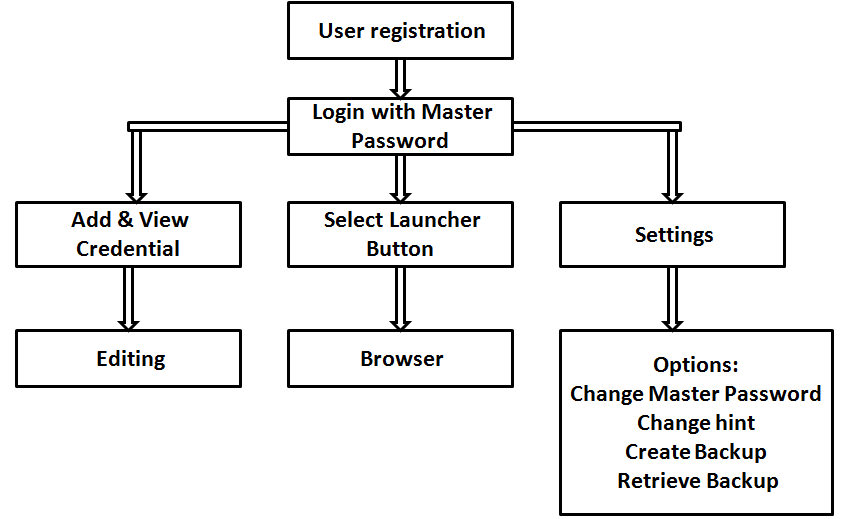 User registration
Login with Master
Password
Add & View
Credential
Select Launcher
Button
Settings
Editing
Browser
Options:
Change Master Password
Change hint
Create Backup
Retrieve Backup